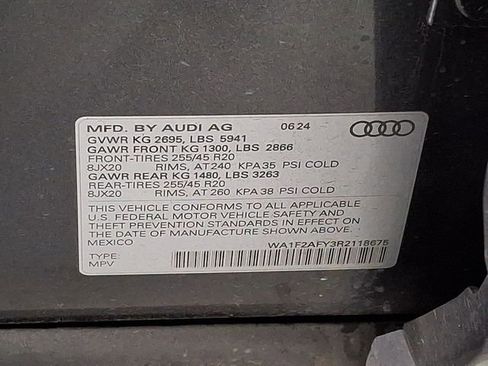 MFD. BY AUDI AG 06 24
GVWR KG 2695, LBS 5941
GAWR FRONT KG 1300, LBS 2866
FRONT-TIRES 255/45 R20
8JX20 RIMS, AT 240 KPA 35 PSI COLD
GAWR REAR KG 1480, LBS 3263
REAR-TIRES 255/45 R20
8JX20 RIMS, AT 260 KPA 38 PSI COLD
THIS VEHICLE CONFORMS TO ALL APPLICABLE
U.S. FEDERAL MOTOR VEHICLE SAFETY AND
THEFT PREVENTION STANDARDS IN EFFECT ON
THE DATE OF MANUFACTURE SHOWN ABOVE.
MEXICO
WA1F2AFY3R2118675
TYPE:
MPV